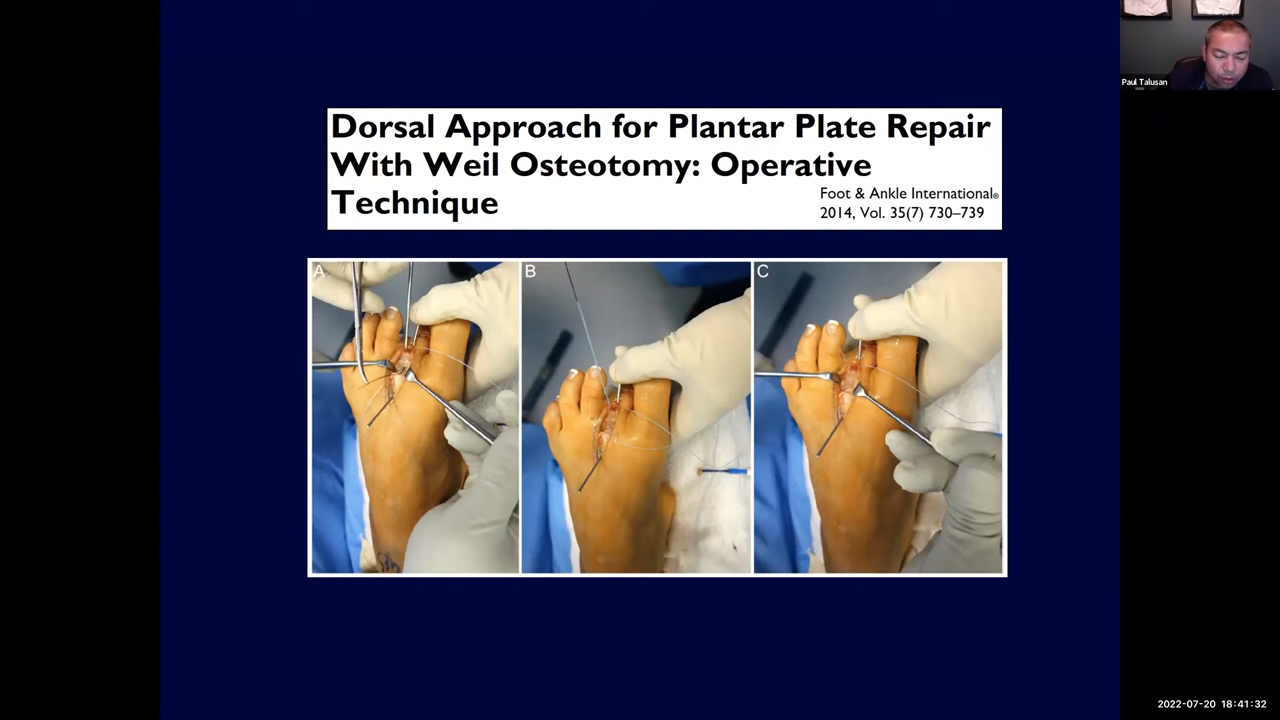 Dorsal Approach for Plantar Plate Repair
With Weil Osteotomy: Operative
Technique
Foot & Ankle International®
2014, Vol. 35(7) 730–739
A
B
C
Paul Talusan
2022-07-20 18:41:32